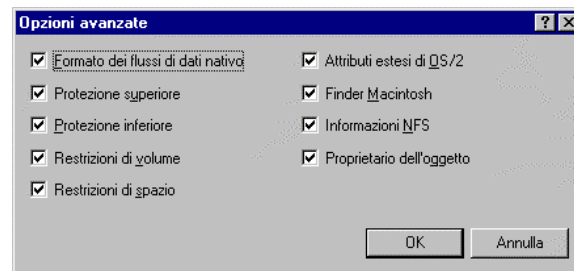 Opzioni avanzate
Formato dei flussi di dati nativo
Protezione superiore
Protezione inferiore
Restrizioni di volume
Restrizioni di spazio
Attributi estesi di OS/2
Finder Macintosh
Informazioni NFS
Proprietario dell'oggetto
OK
Annulla